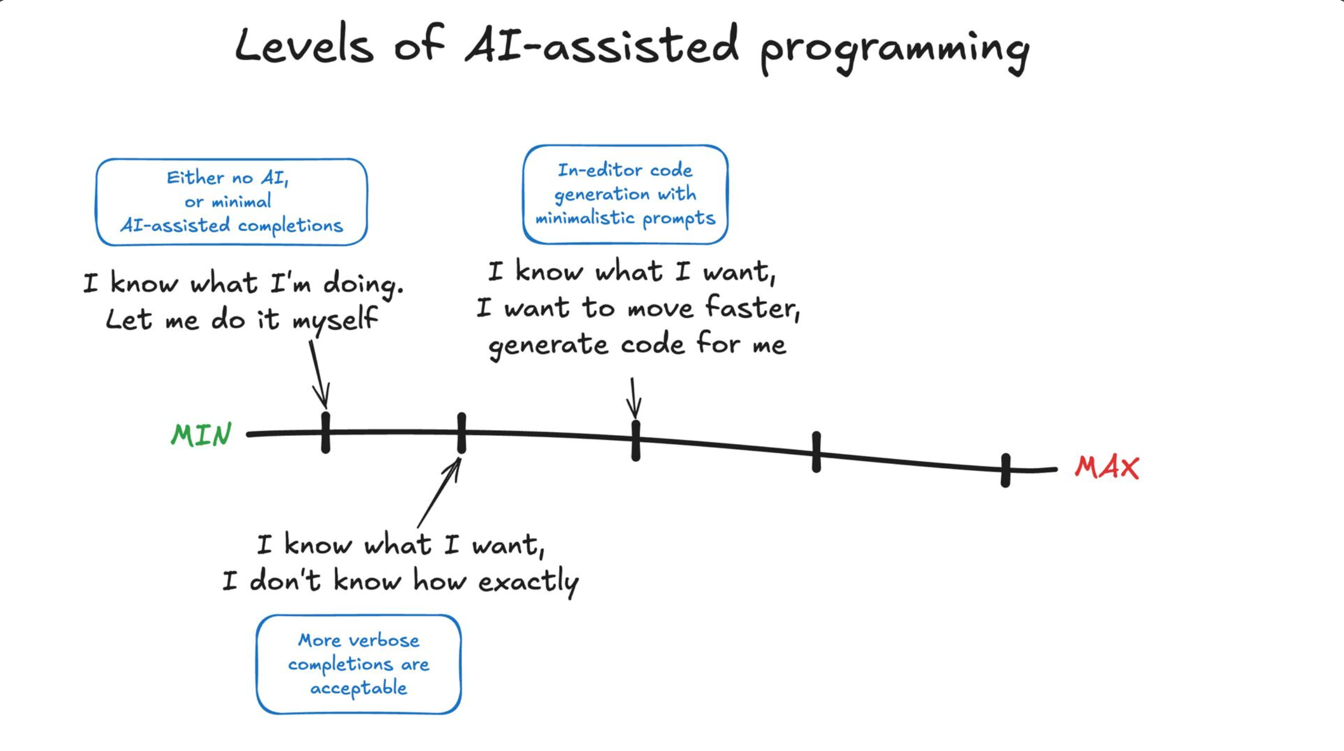 Levels of AI-assisted programming
Either no AI,
or minimal
AI-assisted completions
I know what I'm doing.
Let me do it myself
In-editor code
generation with
minimalistic prompts
I know what I want,
I want to move faster,
generate code for me
MIN
MAX
I know what I want,
I don't know how exactly
More verbose
completions are
acceptable